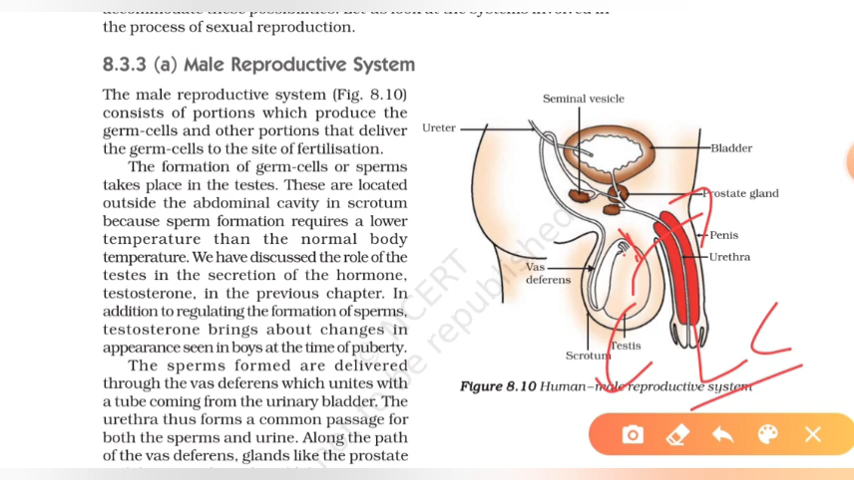 the process of sexual reproduction.
8.3.3 (a) Male Reproductive System
The male reproductive system (Fig. 8.10)
consists of portions which produce the
germ-cells and other portions that deliver
the germ-cells to the site of fertilisation.
The formation of germ-cells or sperms
takes place in the testes. These are located
outside the abdominal cavity in scrotum
because sperm formation requires a lower
temperature than the normal body
temperature. We have discussed the role of the
testes in the secretion of the hormone,
testosterone, in the previous chapter. In
addition to regulating the formation of sperms,
testosterone brings about changes in
appearance seen in boys at the time of puberty.
The sperms formed are delivered
through the vas deferens which unites with
a tube coming from the urinary bladder. The
urethra thus forms a common passage for
both the sperms and urine. Along the path
of the vas deferens, glands like the prostate
Seminal vesicle
Ureter
Bladder
Prostate gland
Penis
Urethra
Vas
deferens
Testis
Scrotum
Figure 8.10 Human–male reproductive system
NCERT
be republished